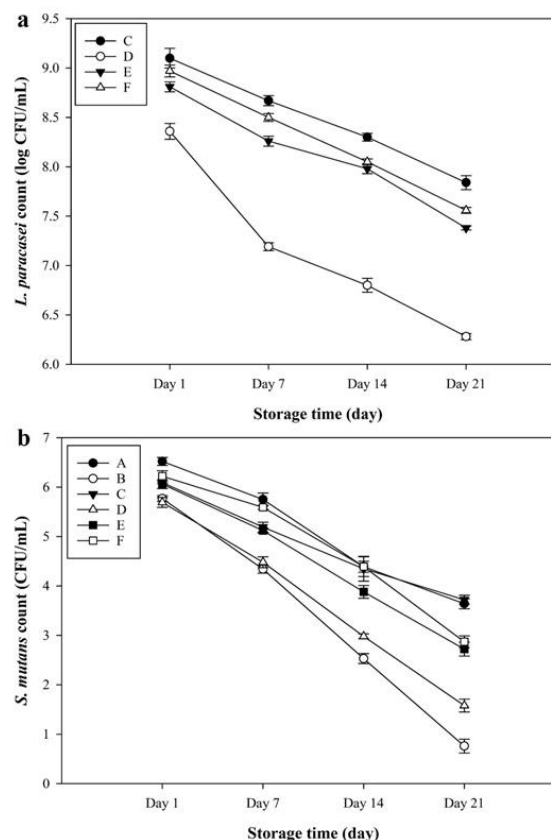 a
9.5
9.0
8.5
8.0
7.5
7.0
6.5
6.0
C
D
E
F
L. paracasei count (log CFU/mL)
Day 1 Day 7 Day 14 Day 21
Storage time (day)
b
7
6
5
4
3
2
1
0
A
B
C
D
E
F
S. mutans count (CFU/mL)
Day 1 Day 7 Day 14 Day 21
Storage time (day)